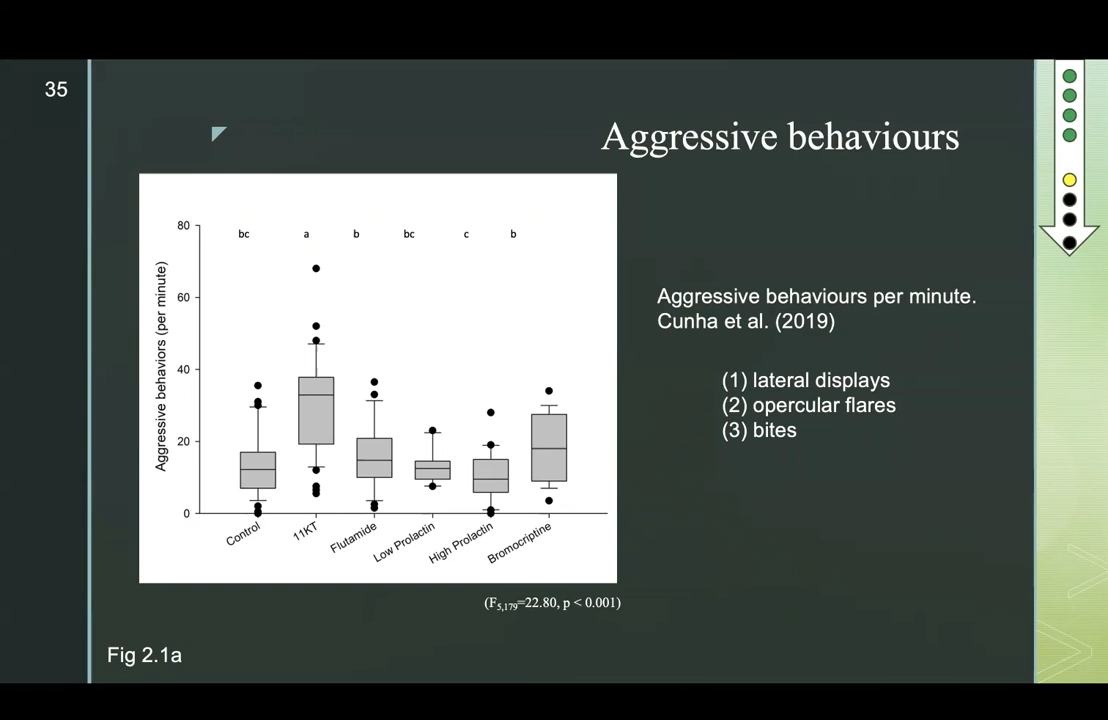 35
Aggressive behaviours
80
bc a b bc c b
60
40
20
0
Aggressive behaviors (per minute)
Control 11KT Flutamide Low Prolactin High Prolactin Bromocriptine
Aggressive behaviours per minute.
Cunha et al. (2019)
(1) lateral displays
(2) opercular flares
(3) bites
(F5,179=22.80, p < 0.001)
Fig 2.1a